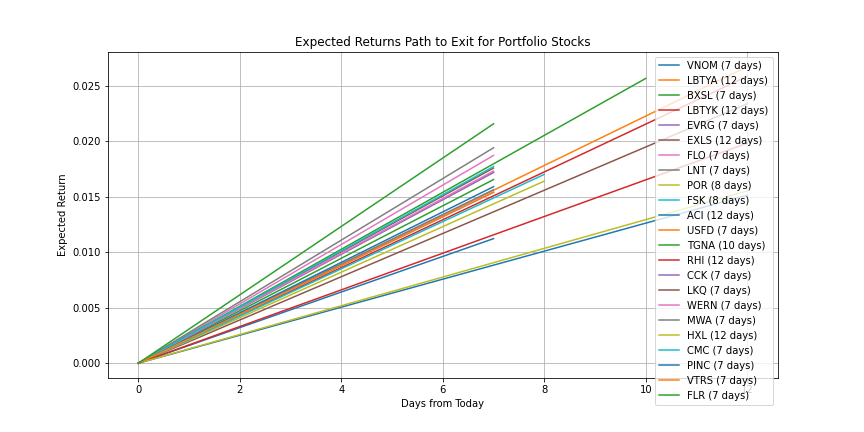 Expected Returns Path to Exit for Portfolio Stocks
Expected Return
0.025
0.020
0.015
0.010
0.005
0.000
VNOM (7 days)
LBTYA (12 days)
BXSL (7 days)
LBTYK (12 days)
EVRG (7 days)
EXLS (12 days)
FLO (7 days)
LNT (7 days)
POR (8 days)
FSK (8 days)
ACI (12 days)
USFD (7 days)
TGNA (10 days)
RHI (12 days)
CCK (7 days)
LKQ (7 days)
WERN (7 days)
MWA (7 days)
HXL (12 days)
CMC (7 days)
PINC (7 days)
VTRS (7 days)
FLR (7 days)
0 2 4 6 8 10 12
Days from Today